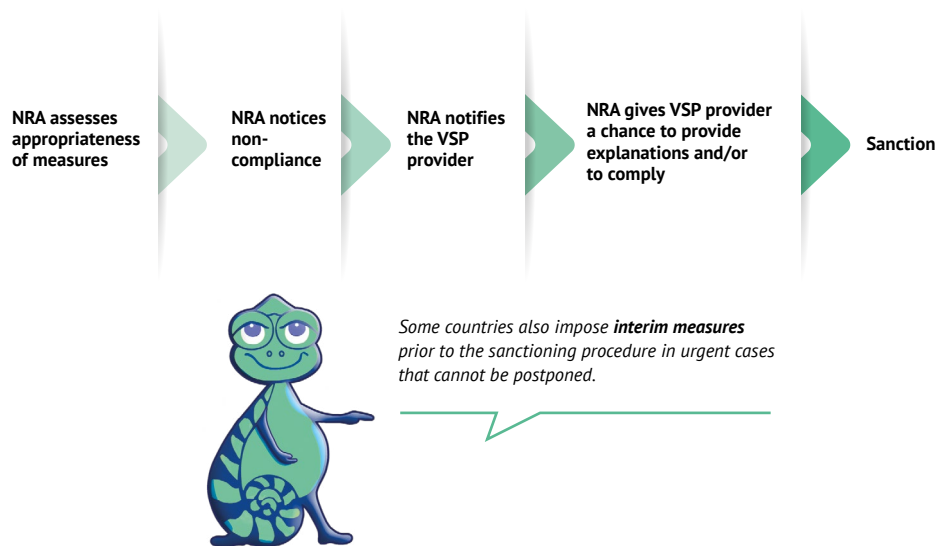 NRA assesses
appropriateness
of measures
NRA notices
non-
compliance
NRA notifies
the VSP
provider
NRA gives VSP provider
a chance to provide
explanations and/or
to comply
Sanction
Some countries also impose interim measures
prior to the sanctioning procedure in urgent cases
that cannot be postponed.